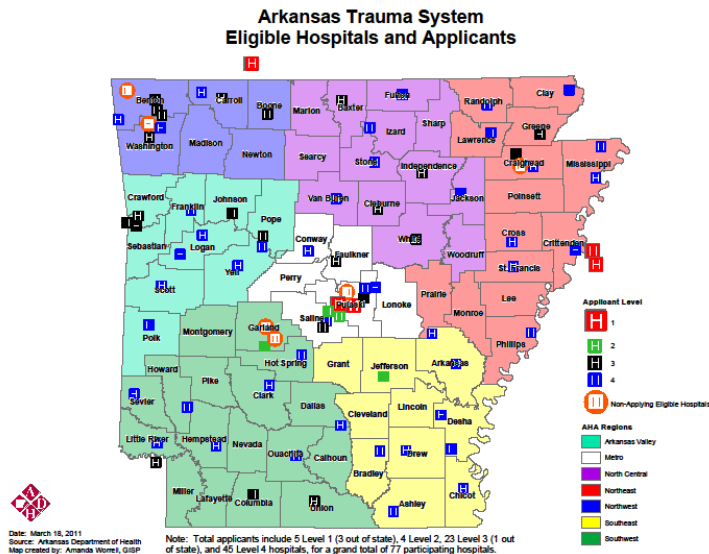 Arkansas Trauma System
Eligible Hospitals and Applicants
Benton
Carroll
Boone
Marion
Baxter
Fulton
Randolph
Clay
Izard
Sharp
Lawrence
Greene
Washington
Madison
Newton
Searcy
Stone
Independence
Craighead
Mississippi
Crawford
Franklin
Johnson
Pope
Van Buren
Cleburne
Jackson
Poinsett
Sebastian
Logan
Conway
Faulkner
White
Woodruff
Cross
Crittenden
Scott
Yell
Perry
St. Francis
Pulaski
Lonoke
Prairie
Lee
Monroe
Saline
Polk
Montgomery
Garland
Phillips
Hot Spring
Grant
Jefferson
Arkansas
Howard
Pike
Clark
Sevier
Dallas
Cleveland
Lincoln
Desha
Little River
Hempstead
Nevada
Ouachita
Calhoun
Bradley
Drew
Miller
Lafayette
Columbia
Union
Ashley
Chicot
Applicant Level
1
2
3
4
Non-Applying Eligible Hospitals
AHA Regions
Arkansas Valley
Metro
North Central
Northeast
Northwest
Southeast
Southwest
Date: March 18, 2011
Source: Arkansas Department of Health
Map created by: Amanda Worrell, GISP
Note: Total applicants include 5 Level 1 (3 out of state), 4 Level 2, 23 Level 3 (1 out
of state), and 45 Level 4 hospitals, for a grand total of 77 participating hospitals.